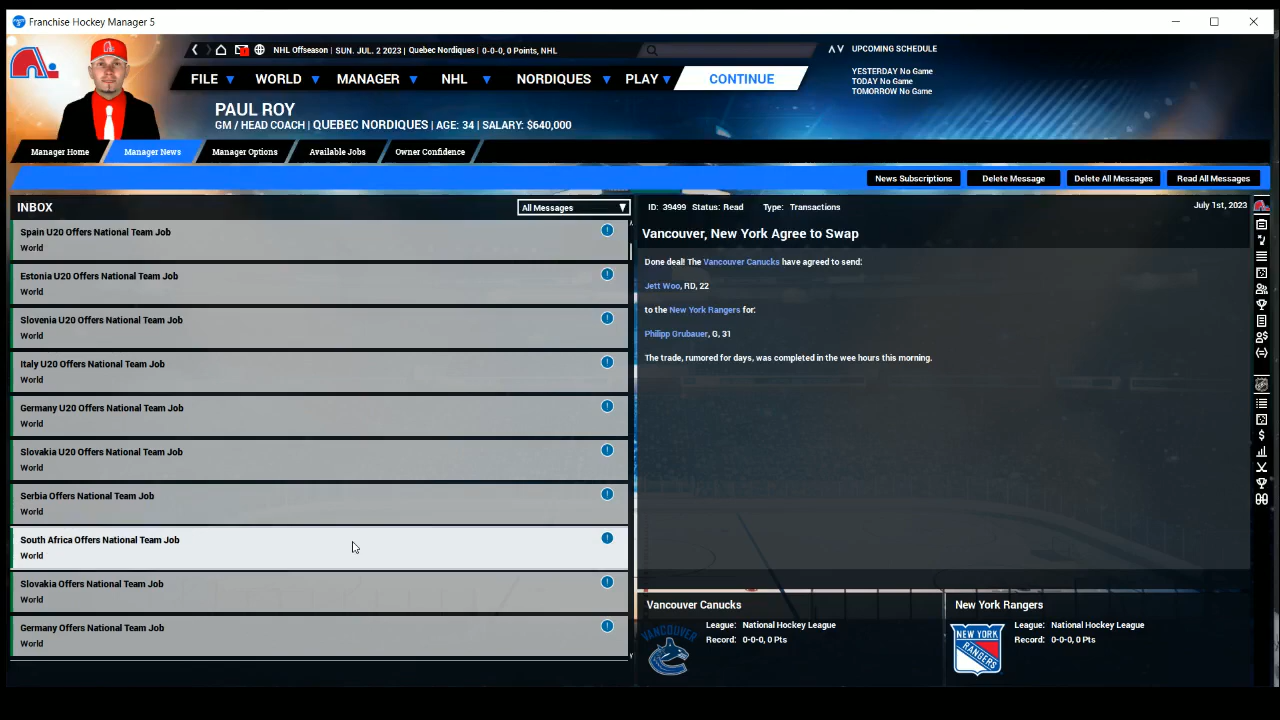 Franchise Hockey Manager 5
NHL Offseason | SUN. JUL. 2 2023 | Quebec Nordiques | 0-0-0, 0 Points, NHL
UPCOMING SCHEDULE
YESTERDAY No Game
TODAY No Game
TOMORROW No Game
FILE WORLD MANAGER NHL NORDIQUES PLAY CONTINUE
PAUL ROY
GM / HEAD COACH | QUEBEC NORDIQUES | AGE: 34 | SALARY: $640,000
Manager Home Manager News Manager Options Available Jobs Owner Confidence
News Subscriptions Delete Message Delete All Messages Read All Messages
INBOX All Messages
Spain U20 Offers National Team Job
World
Estonia U20 Offers National Team Job
World
Slovenia U20 Offers National Team Job
World
Italy U20 Offers National Team Job
World
Germany U20 Offers National Team Job
World
Slovakia U20 Offers National Team Job
World
Serbia Offers National Team Job
World
South Africa Offers National Team Job
World
Slovakia Offers National Team Job
World
Germany Offers National Team Job
World
ID: 39499 Status: Read Type: Transactions July 1st, 2023
Vancouver, New York Agree to Swap
Done deal! The Vancouver Canucks have agreed to send:
Jett Woo, RD, 22
to the New York Rangers for:
Philipp Grubauer, G, 31
The trade, rumored for days, was completed in the wee hours this morning.
Vancouver Canucks
League: National Hockey League
Record: 0-0-0, 0 Pts
VANCOUVER
New York Rangers
League: National Hockey League
Record: 0-0-0, 0 Pts
NEW YORK
RANGERS